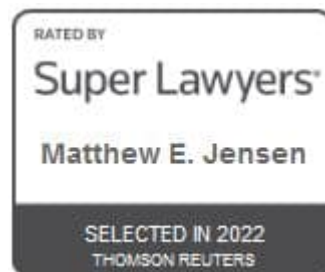 RATED BY
Super Lawyers®
Matthew E. Jensen
SELECTED IN 2022
THOMSON REUTERS